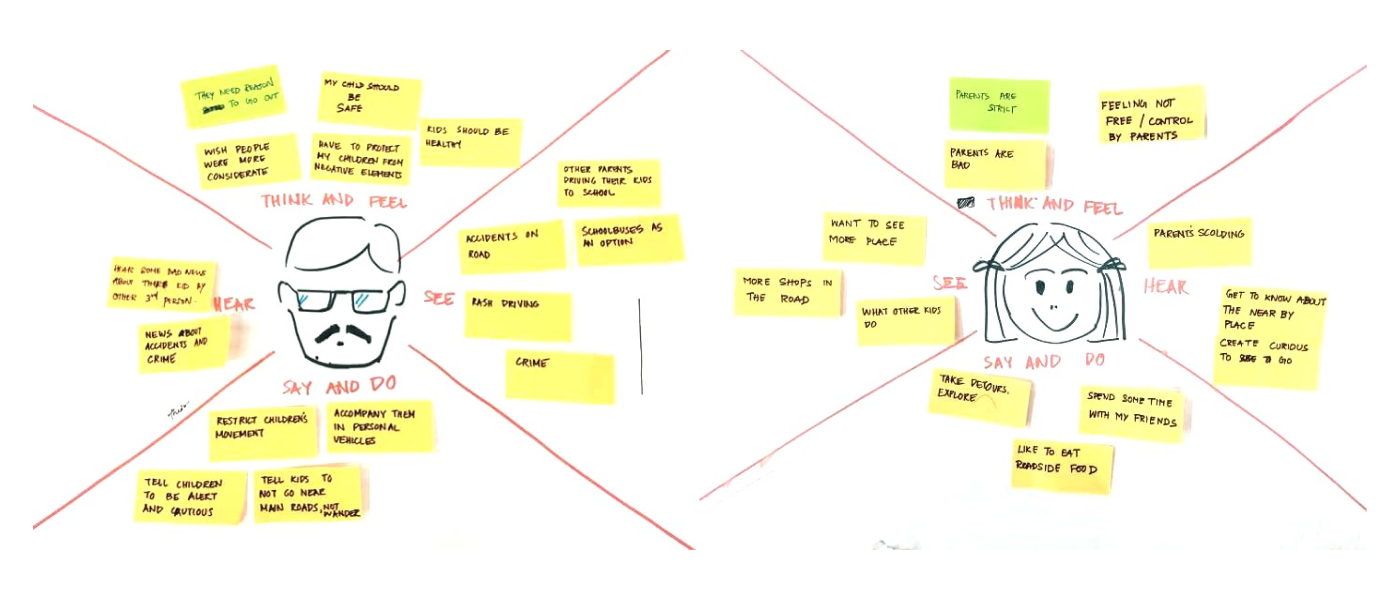 THEY NEED REASON
TO GO OUT
MY CHILD SHOULD
BE
SAFE
KIDS SHOULD BE
HEALTHY
WISH PEOPLE
WERE MORE
CONSIDERATE
HAVE TO PROTECT
MY CHILDREN FROM
NEGATIVE ELEMENTS
THINK AND FEEL
HEAR SOME BAD NEWS
ABOUT THEIR KID BY
OTHER 3rd PERSON.
HEAR
NEWS ABOUT
ACCIDENTS AND
CRIME
SEE
OTHER PARENTS
DRIVING THEIR KIDS
TO SCHOOL
ACCIDENTS ON
ROAD
SCHOOLBUSES AS
AN OPTION
RASH DRIVING
CRIME
SAY AND DO
RESTRICT CHILDREN'S
MOVEMENT
ACCOMPANY THEM
IN PERSONAL
VEHICLES
TELL CHILDREN
TO BE ALERT
AND CAUTIOUS
TELL KIDS TO
NOT GO NEAR
MAIN ROADS, NOT
WANDER
PARENTS ARE
STRICT
FEELING NOT
FREE / CONTROL
BY PARENTS
PARENTS ARE
BAD
THINK AND FEEL
WANT TO SEE
MORE PLACE
MORE SHOPS IN
THE ROAD
WHAT OTHER KIDS
DO
SEE
HEAR
PARENT'S SCOLDING
GET TO KNOW ABOUT
THE NEAR BY
PLACE
CREATE CURIOUS
TO GO
SAY AND DO
TAKE DETOURS.
EXPLORE
SPEND SOME TIME
WITH MY FRIENDS
LIKE TO EAT
ROADSIDE FOOD